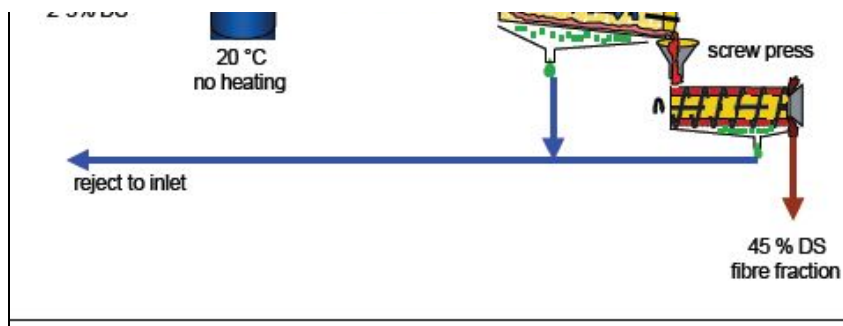 20 °C
no heating
screw press
reject to inlet
45 % DS
fibre fraction